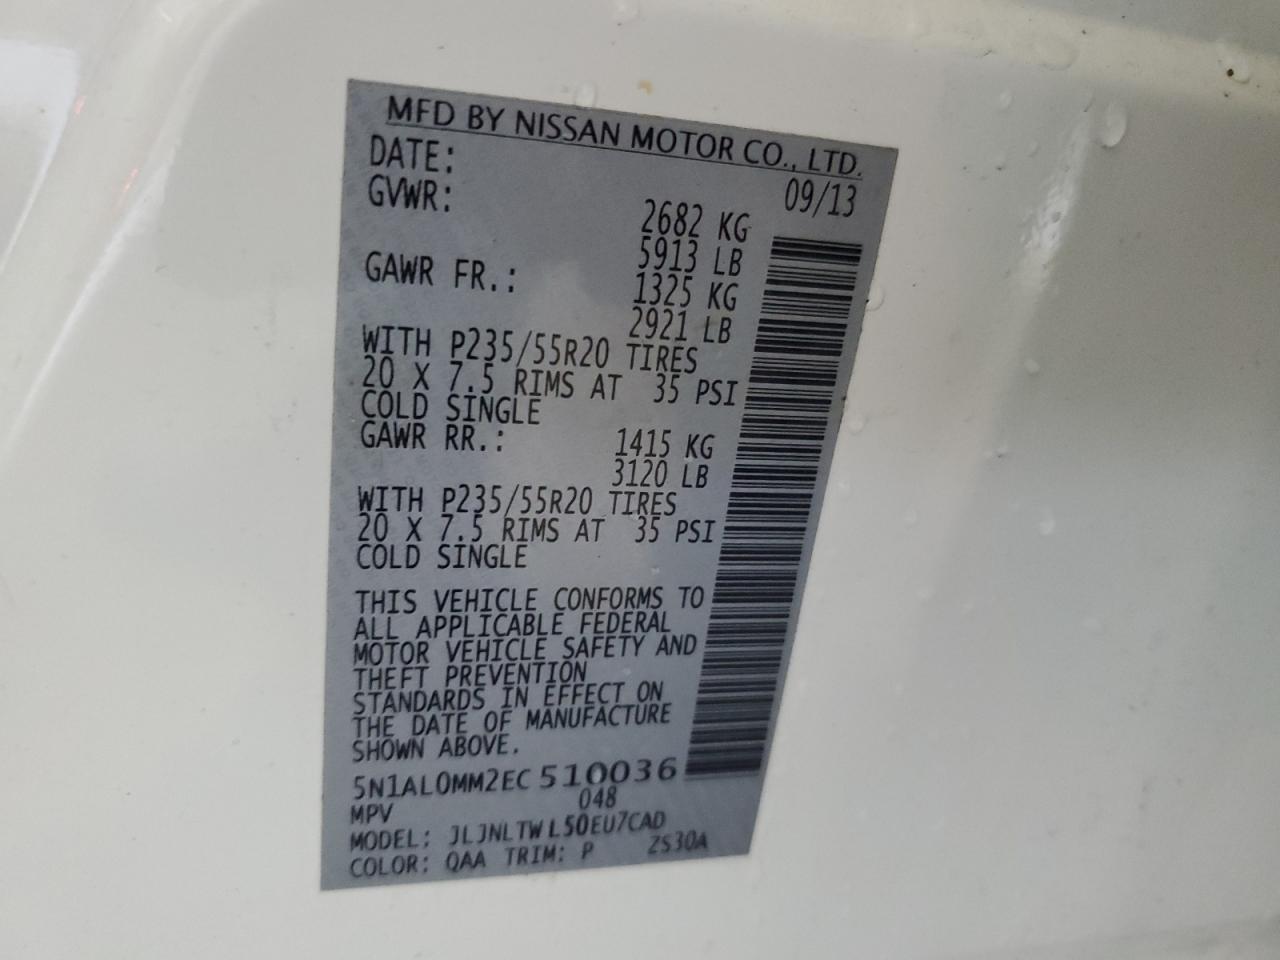 MFD BY NISSAN MOTOR CO., LTD.
DATE: 09/13
GVWR: 2682 KG
5913 LB
GAWR FR.: 1325 KG
2921 LB
WITH P235/55R20 TIRES
20 X 7.5 RIMS AT 35 PSI
COLD SINGLE
GAWR RR.: 1415 KG
3120 LB
WITH P235/55R20 TIRES
20 X 7.5 RIMS AT 35 PSI
COLD SINGLE
THIS VEHICLE CONFORMS TO
ALL APPLICABLE FEDERAL
MOTOR VEHICLE SAFETY AND
THEFT PREVENTION
STANDARDS IN EFFECT ON
THE DATE OF MANUFACTURE
SHOWN ABOVE.
5N1AL0MM2EC510036
MPV 048
MODEL: JLJNLTWL50EU7CAD
COLOR: QAA TRIM: P ZS30A